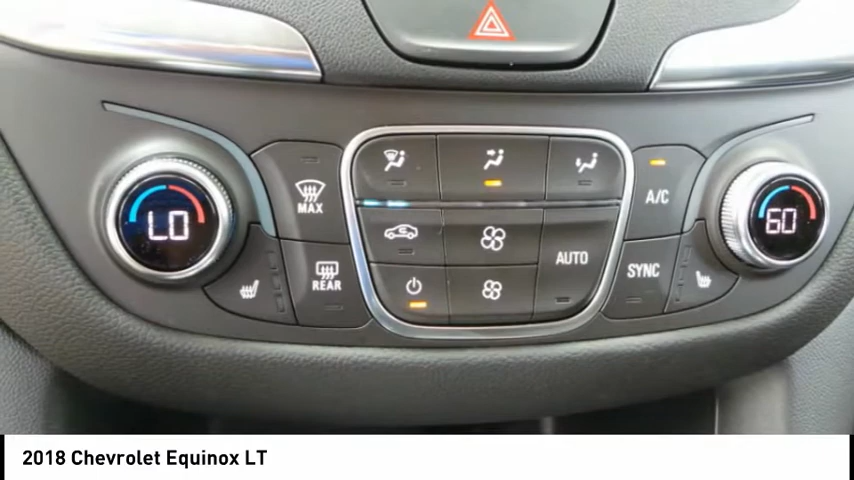 LO
MAX
REAR
AUTO
A/C
SYNC
60
2018 Chevrolet Equinox LT